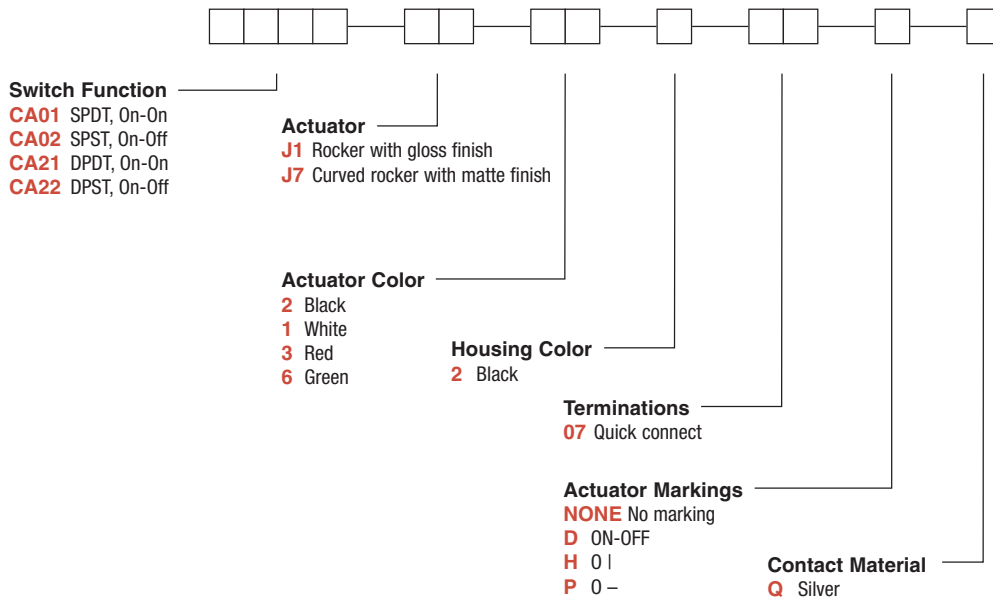 Switch Function
CA01 SPDT, On-On
CA02 SPST, On-Off
CA21 DPDT, On-On
CA22 DPST, On-Off
Actuator
J1 Rocker with gloss finish
J7 Curved rocker with matte finish
Actuator Color
2 Black
1 White
3 Red
6 Green
Housing Color
2 Black
Terminations
07 Quick connect
Actuator Markings
NONE No marking
D ON-OFF
H 0 |
P 0 –
Contact Material
Q Silver